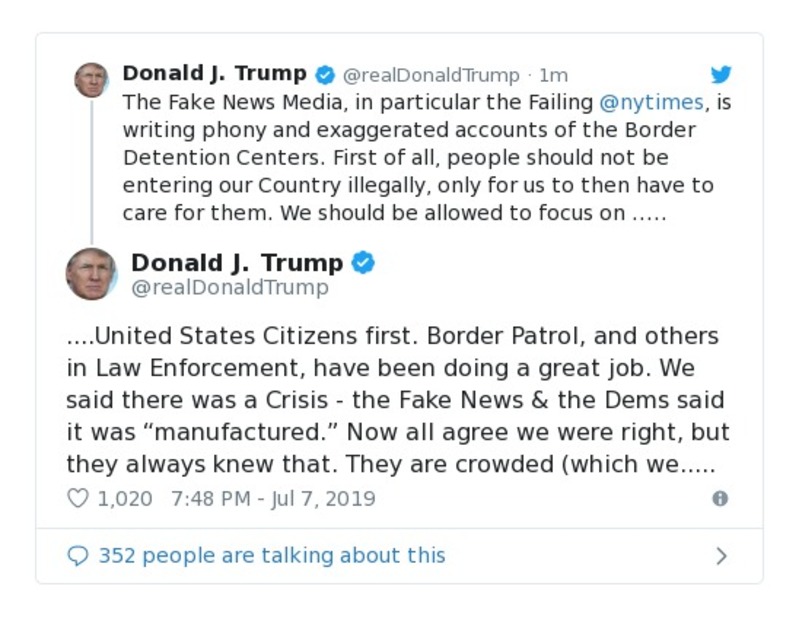 Donald J. Trump @realDonaldTrump · 1m
The Fake News Media, in particular the Failing @nytimes, is
writing phony and exaggerated accounts of the Border
Detention Centers. First of all, people should not be
entering our Country illegally, only for us to then have to
care for them. We should be allowed to focus on .....
Donald J. Trump
@realDonaldTrump
....United States Citizens first. Border Patrol, and others
in Law Enforcement, have been doing a great job. We
said there was a Crisis - the Fake News & the Dems said
it was “manufactured.” Now all agree we were right, but
they always knew that. They are crowded (which we.....
1,020 7:48 PM - Jul 7, 2019
352 people are talking about this